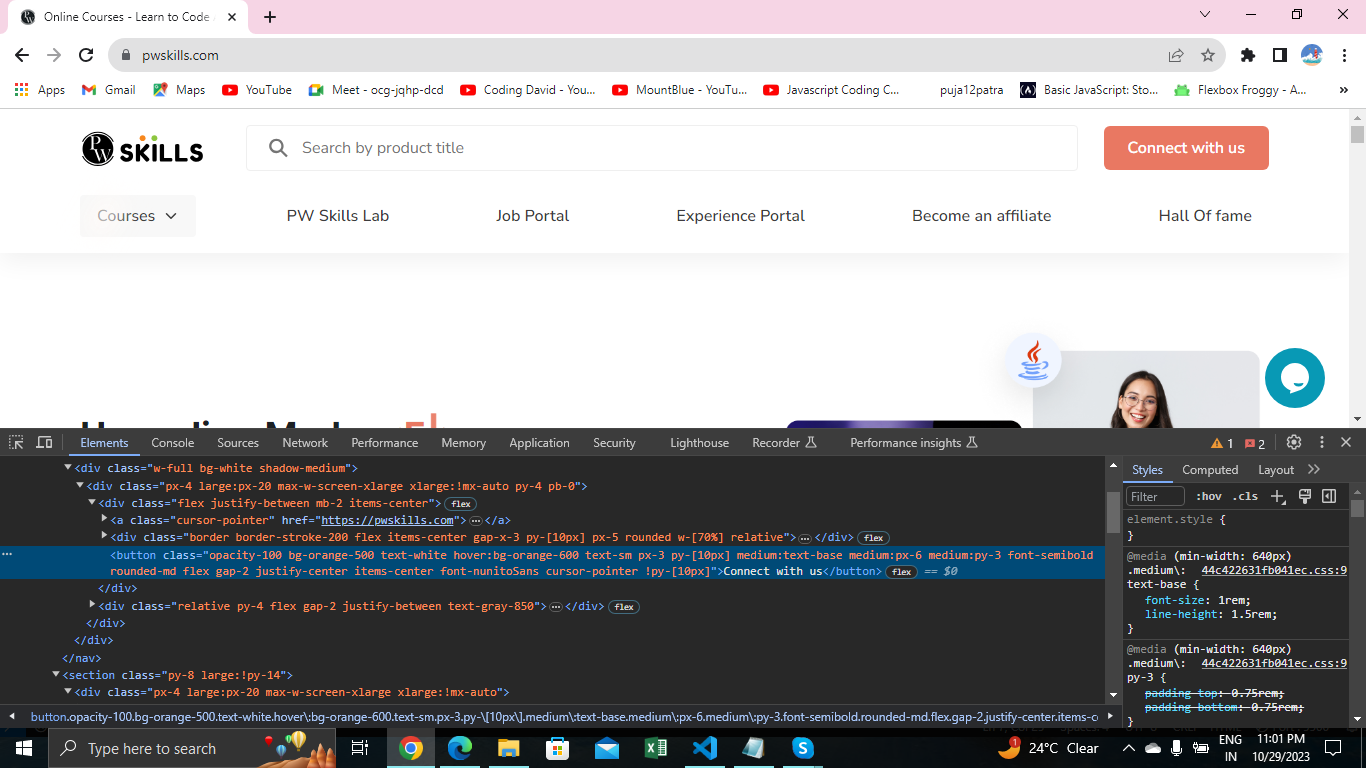 Online Courses - Learn to Code
pwskills.com
Apps
Gmail
Maps
YouTube
Meet - ocg-jqhp-dcd
Coding David - You...
MountBlue - YouTu...
Javascript Coding C...
puja12patra
Basic JavaScript: Sto...
Flexbox Froggy - A...
»
PW SKILLS
Search by product title
Connect with us
Courses
PW Skills Lab
Job Portal
Experience Portal
Become an affiliate
Hall Of fame
Elements
Console
Sources
Network
Performance
Memory
Application
Security
Lighthouse
Recorder
Performance insights
1
2
<div class="w-full bg-white shadow-medium">
<div class="px-4 large:px-20 max-w-screen-xlarge xlarge:!mx-auto py-4 pb-0">
<div class="flex justify-between mb-2 items-center"> flex
<a class="cursor-pointer" href="https://pwskills.com">…</a>
<div class="border border-stroke-200 flex items-center gap-x-3 py-[10px] px-5 rounded w-[70%] relative">…</div> flex
… <button class="opacity-100 bg-orange-500 text-white hover:bg-orange-600 text-sm px-3 py-[10px] medium:text-base medium:px-6 medium:py-3 font-semibold
rounded-md flex gap-2 justify-center items-center font-nunitoSans cursor-pointer !py-[10px]">Connect with us</button> flex == $0
</div>
<div class="relative py-4 flex gap-2 justify-between text-gray-850">…</div> flex
</div>
</div>
</nav>
<section class="py-8 large:!py-14">
<div class="px-4 large:px-20 max-w-screen-xlarge xlarge:!mx-auto">
button.opacity-100.bg-orange-500.text-white.hover\:bg-orange-600.text-sm.px-3.py-\[10px\].medium\:text-base.medium\:px-6.medium\:py-3.font-semibold.rounded-md.flex.gap-2.justify-center.items-c
Styles
Computed
Layout
Filter
:hov
.cls
element.style {
}
@media (min-width: 640px)
.medium\: 44c422631fb041ec.css:9
text-base {
font-size: 1rem;
line-height: 1.5rem;
}
@media (min-width: 640px)
.medium\: 44c422631fb041ec.css:9
py-3 {
padding-top: 0.75rem;
padding-bottom: 0.75rem;
}
Type here to search
1
24°C Clear
ENG
IN
11:01 PM
10/29/2023